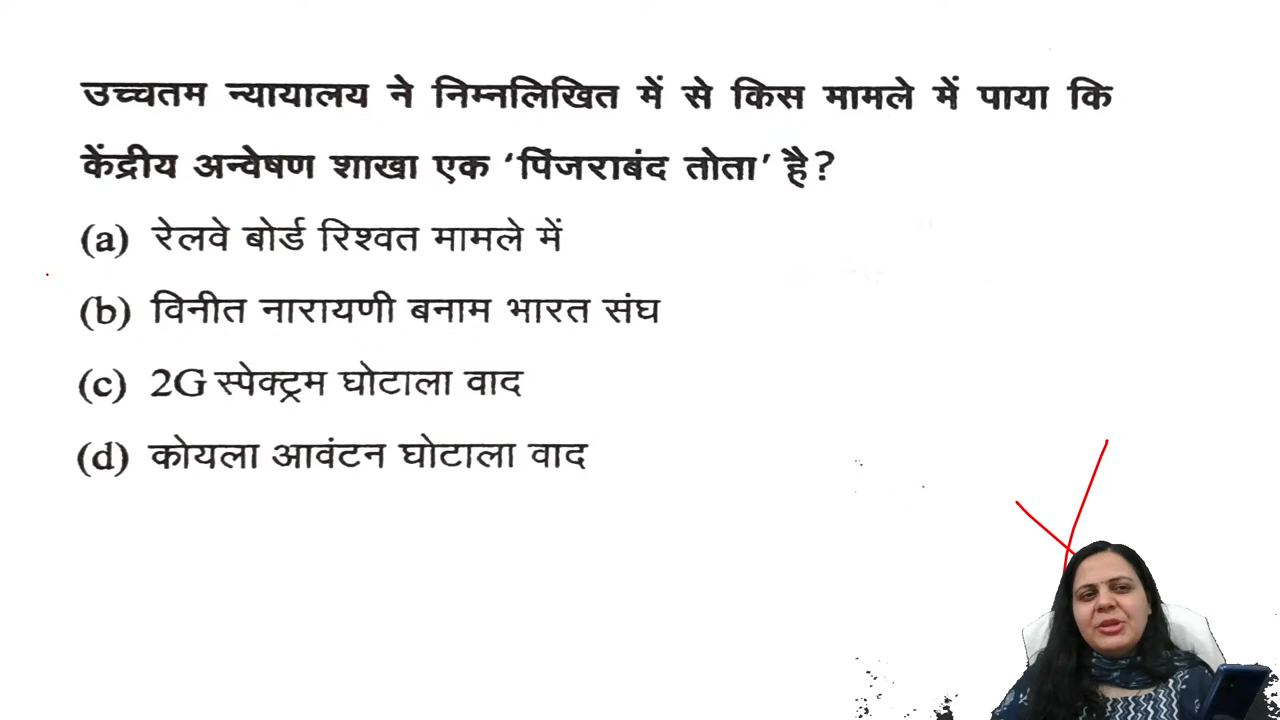 उच्चतम न्यायालय ने निम्नलिखित में से किस मामले में पाया कि
केंद्रीय अन्वेषण शाखा एक ‘पिंजराबंद तोता’ है?
(a) रेलवे बोर्ड रिश्वत मामले में
(b) विनीत नारायणी बनाम भारत संघ
(c) 2G स्पेक्ट्रम घोटाला वाद
(d) कोयला आवंटन घोटाला वाद